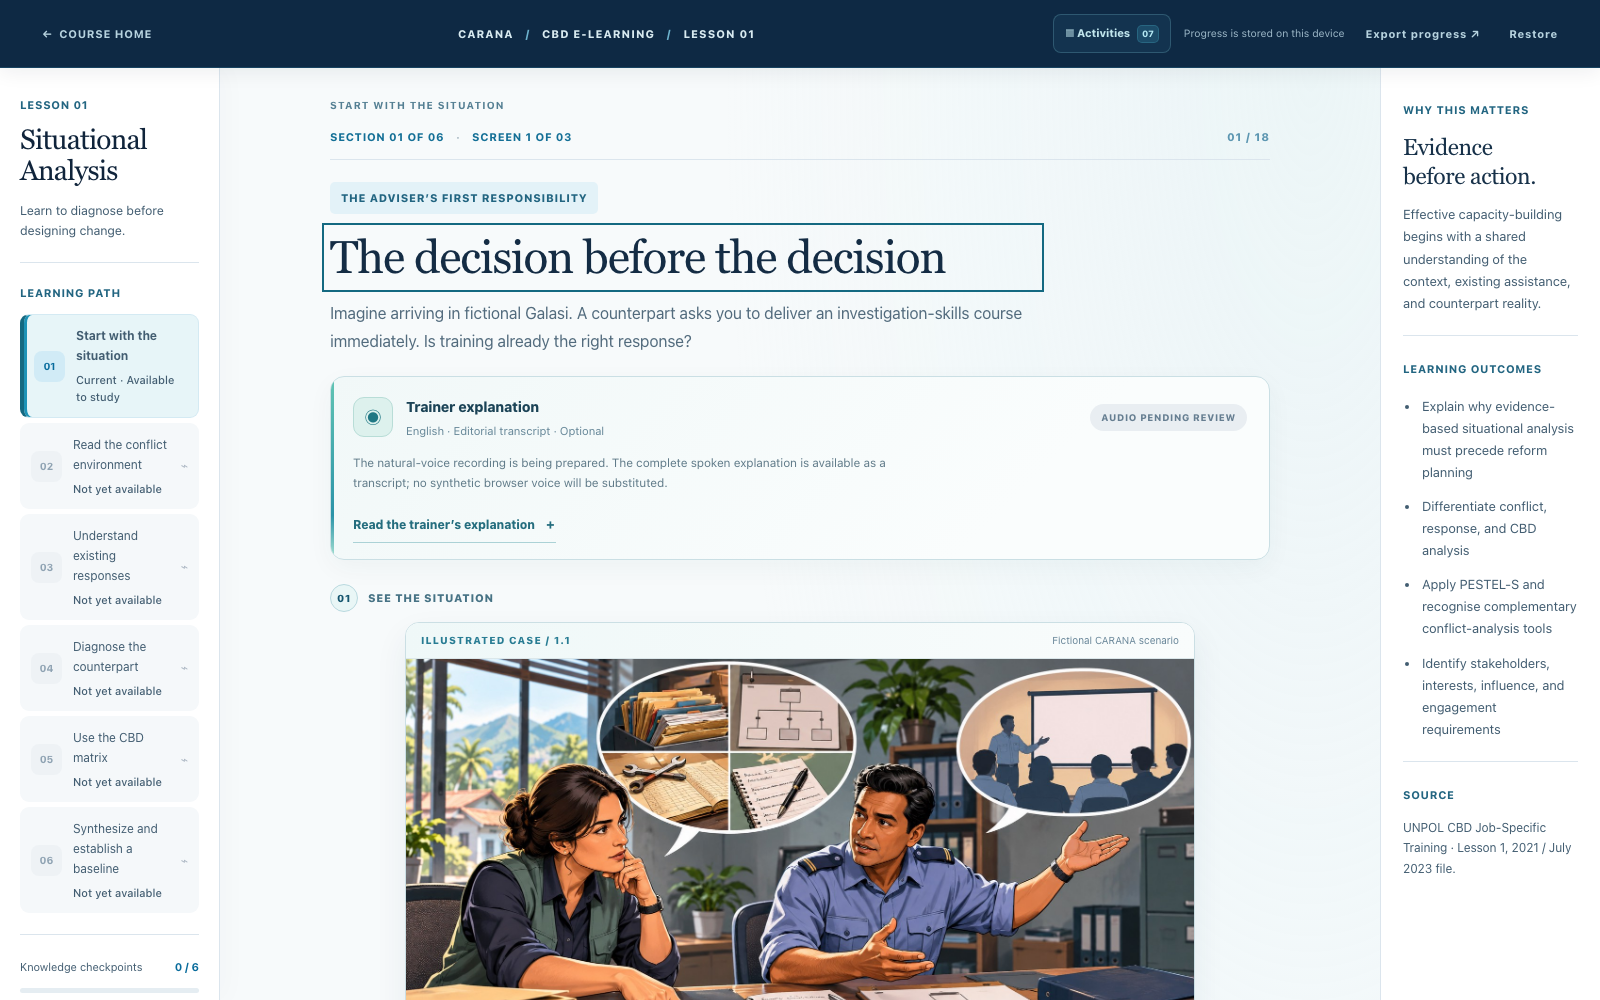 ← COURSE HOME
CARANA / CBD E-LEARNING / LESSON 01
Activities 07
Progress is stored on this device
Export progress ↗
Restore
LESSON 01
Situational
Analysis
Learn to diagnose before
designing change.
LEARNING PATH
01
Start with the
situation
Current · Available
to study
02
Read the conflict
environment
Not yet available
03
Understand
existing
responses
Not yet available
04
Diagnose the
counterpart
Not yet available
05
Use the CBD
matrix
Not yet available
06
Synthesize and
establish a
baseline
Not yet available
Knowledge checkpoints 0 / 6
START WITH THE SITUATION
SECTION 01 OF 06 · SCREEN 1 OF 03
01 / 18
THE ADVISER’S FIRST RESPONSIBILITY
The decision before the decision
Imagine arriving in fictional Galasi. A counterpart asks you to deliver an investigation-skills course
immediately. Is training already the right response?
Trainer explanation
English · Editorial transcript · Optional
AUDIO PENDING REVIEW
The natural-voice recording is being prepared. The complete spoken explanation is available as a
transcript; no synthetic browser voice will be substituted.
Read the trainer’s explanation +
01 SEE THE SITUATION
ILLUSTRATED CASE / 1.1
Fictional CARANA scenario
WHY THIS MATTERS
Evidence
before action.
Effective capacity-building
begins with a shared
understanding of the
context, existing assistance,
and counterpart reality.
LEARNING OUTCOMES
• Explain why evidence-
based situational analysis
must precede reform
planning
• Differentiate conflict,
response, and CBD
analysis
• Apply PESTEL-S and
recognise complementary
conflict-analysis tools
• Identify stakeholders,
interests, influence, and
engagement
requirements
SOURCE
UNPOL CBD Job-Specific
Training · Lesson 1, 2021 / July
2023 file.